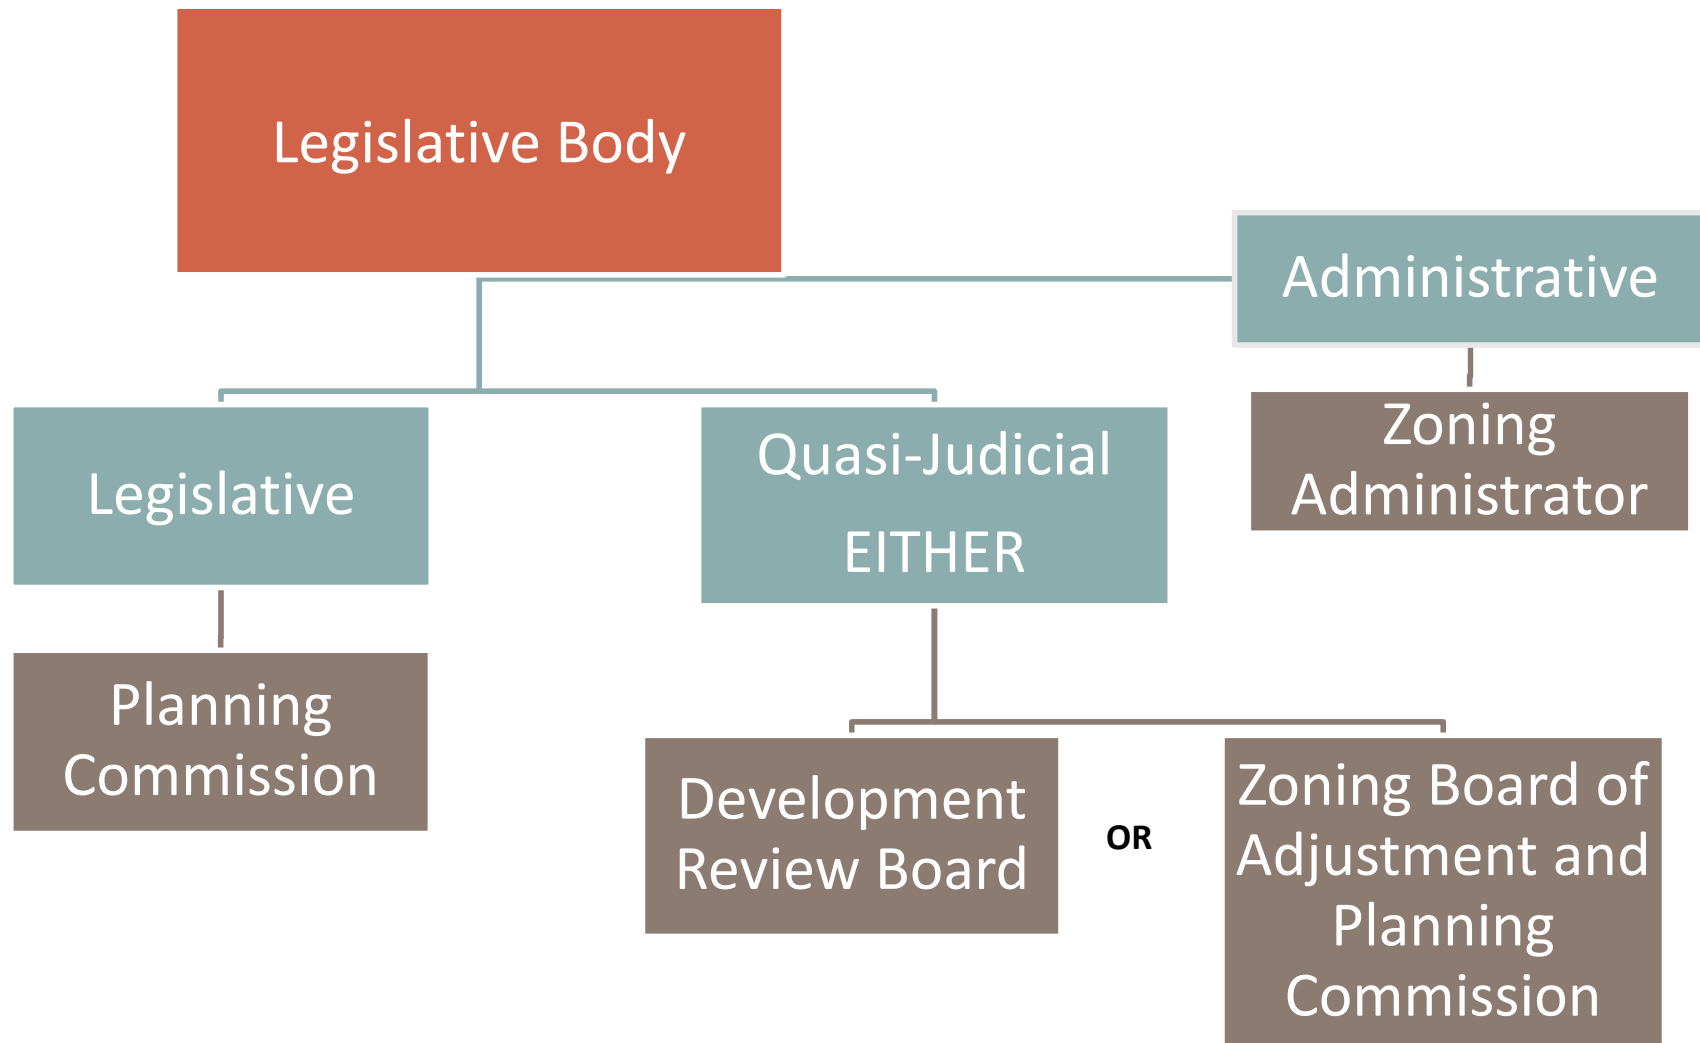 Legislative Body
Administrative
Zoning
Administrator
Legislative
Quasi-Judicial
EITHER
Planning
Commission
Development
Review Board
OR
Zoning Board of
Adjustment and
Planning
Commission